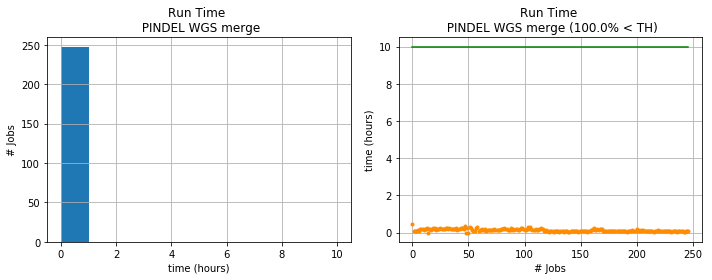 Run Time
PINDEL WGS merge
250
200
150
100
50
0
# Jobs
0 2 4 6 8 10
time (hours)
Run Time
PINDEL WGS merge (100.0% < TH)
10
8
6
4
2
0
time (hours)
0 50 100 150 200 250
# Jobs